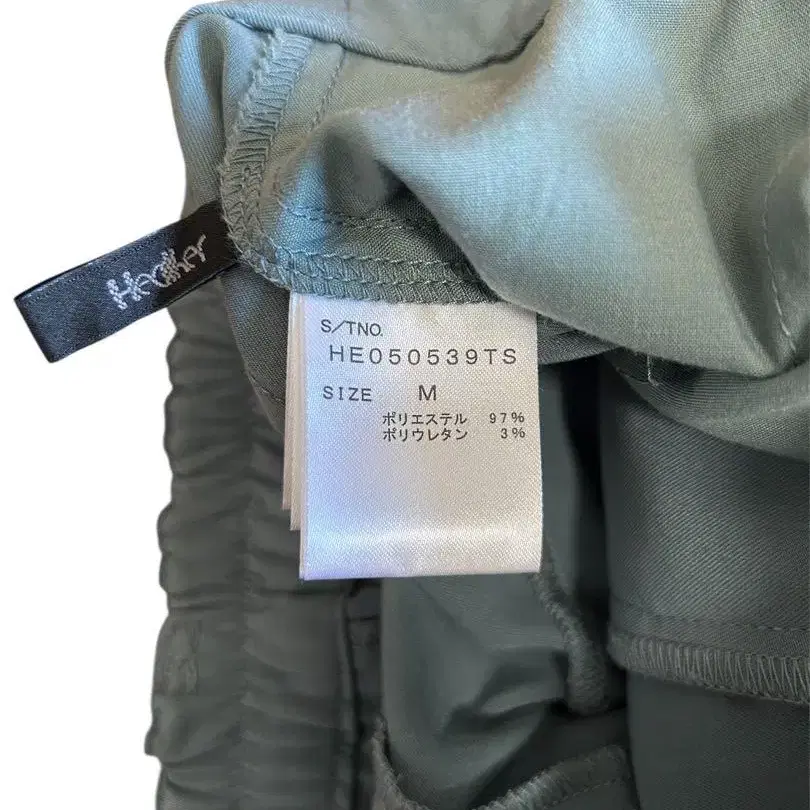 Heather
S/TNO.
HE050539TS
SIZE M
ポリエステル 97%
ポリウレタン 3%